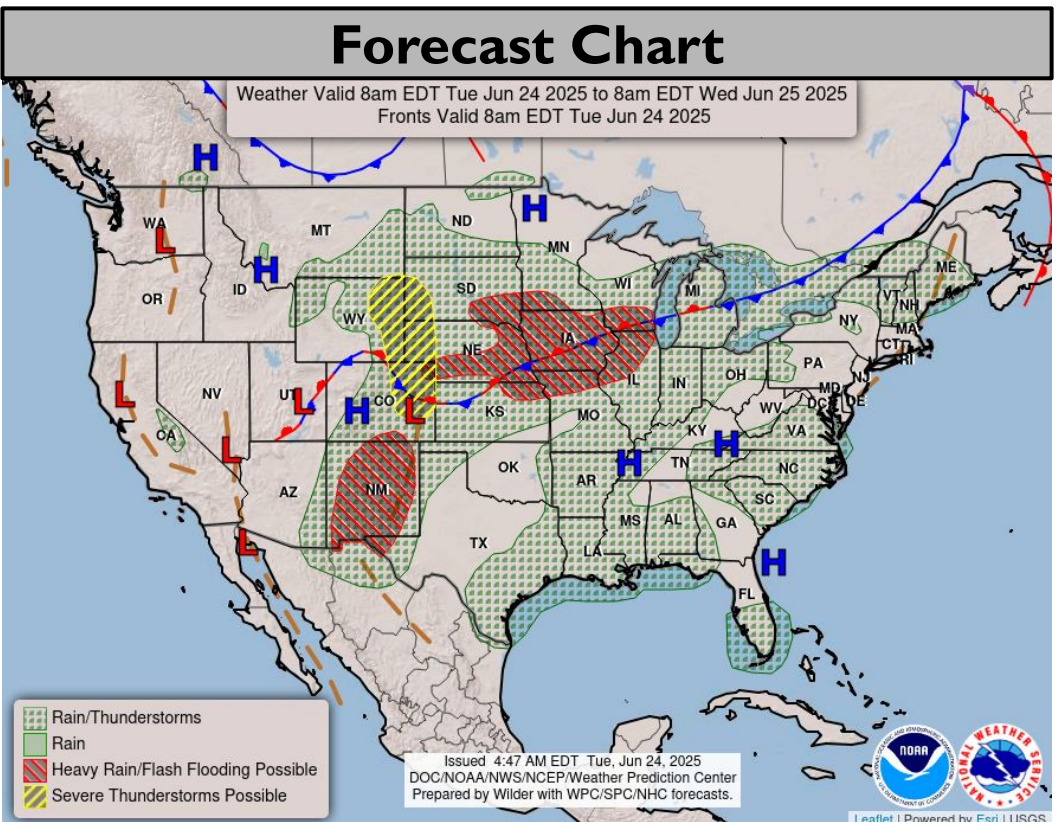 Forecast Chart
Weather Valid 8am EDT Tue Jun 24 2025 to 8am EDT Wed Jun 25 2025
Fronts Valid 8am EDT Tue Jun 24 2025
H
WA
L
MT
ND
H
MN
H
ID
OR
SD
WI
MI
ME
VT
NH
WY
NE
IA
NY
MA
CT
RI
NV
UT
L
H
CO
L
KS
IL
IN
OH
PA
NJ
MD
DE
DC
L
CA
L
MO
KY
WV
VA
H
H
AZ
NM
OK
AR
TN
NC
SC
L
TX
LA
MS
AL
GA
H
FL
Rain/Thunderstorms
Rain
Heavy Rain/Flash Flooding Possible
Severe Thunderstorms Possible
Issued 4:47 AM EDT Tue, Jun 24, 2025
DOC/NOAA/NWS/NCEP/Weather Prediction Center
Prepared by Wilder with WPC/SPC/NHC forecasts.
NOAA
NATIONAL WEATHER SERVICE
Leaflet | Powered by Esri | USGS